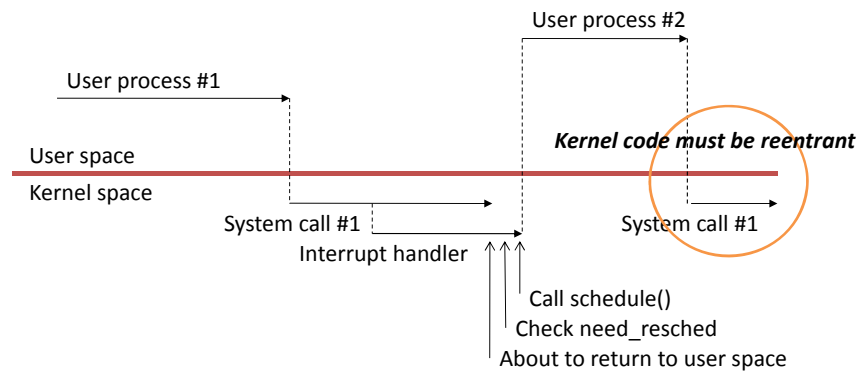 User process #2
User process #1
Kernel code must be reentrant
User space
Kernel space
System call #1
System call #1
Interrupt handler
Call schedule()
Check need_resched
About to return to user space